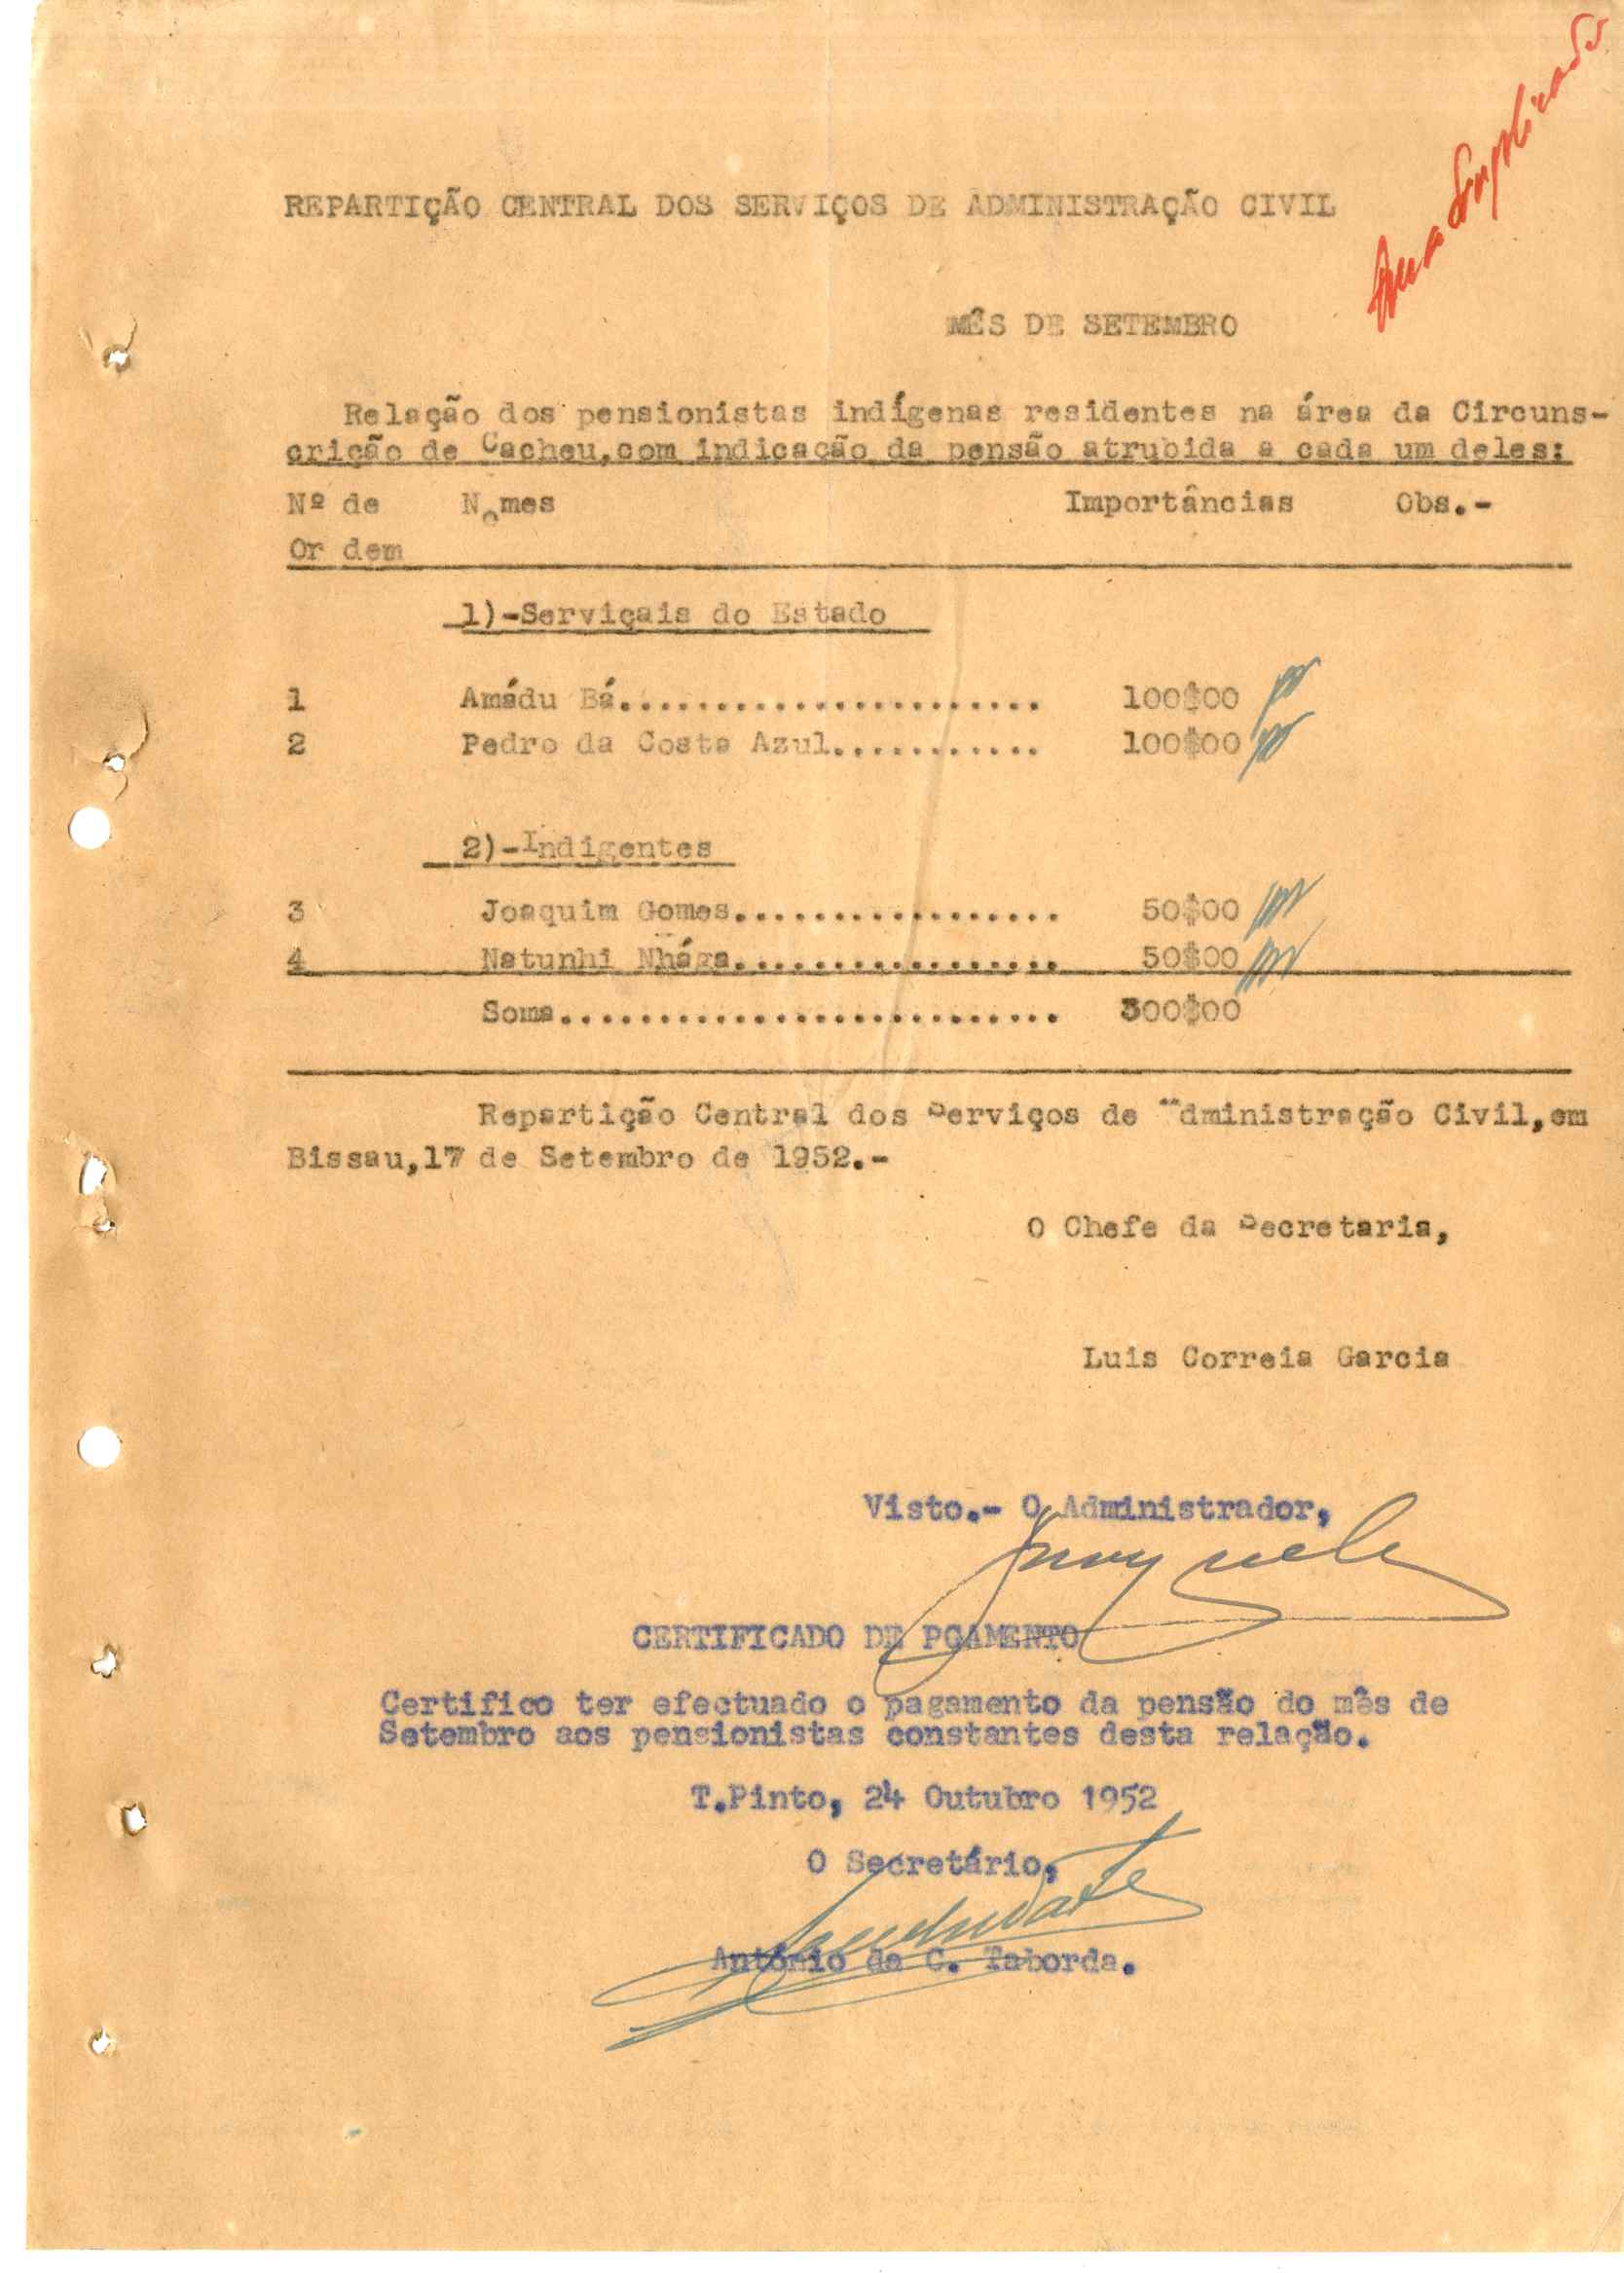 REPARTIÇÃO CENTRAL DOS SERVIÇOS DE ADMINISTRAÇÃO CIVIL
MÊS DE SETEMBRO
Relação dos pensionistas indígenas residentes na área da Circuns-
crição de Cacheu,com indicação da pensão atrubida a cada um deles:
Nº de Nomes Importâncias Obs.-
Or dem
1)-Serviçais do Estado
1 Amádu Bá....................... 100$00
2 Pedro da Costa Azul........... 100$00
2)-Indigentes
3 Joaquim Gomes................. 50$00
4 Natunhi Nhága................. 50$00
Soma.......................... 300$00
Repartição Central dos Serviços de Administração Civil,em
Bissau,17 de Setembro de 1952.-
O Chefe da Secretaria,
Luis Correia Garcia
Visto.- O Administrador,
CERTIFICADO DE PGAMENTO
Certifico ter efectuado o pagamento da pensão do mês de
Setembro aos pensionistas constantes desta relação.
T.Pinto, 24 Outubro 1952
O Secretário,
António da C. Taborda.